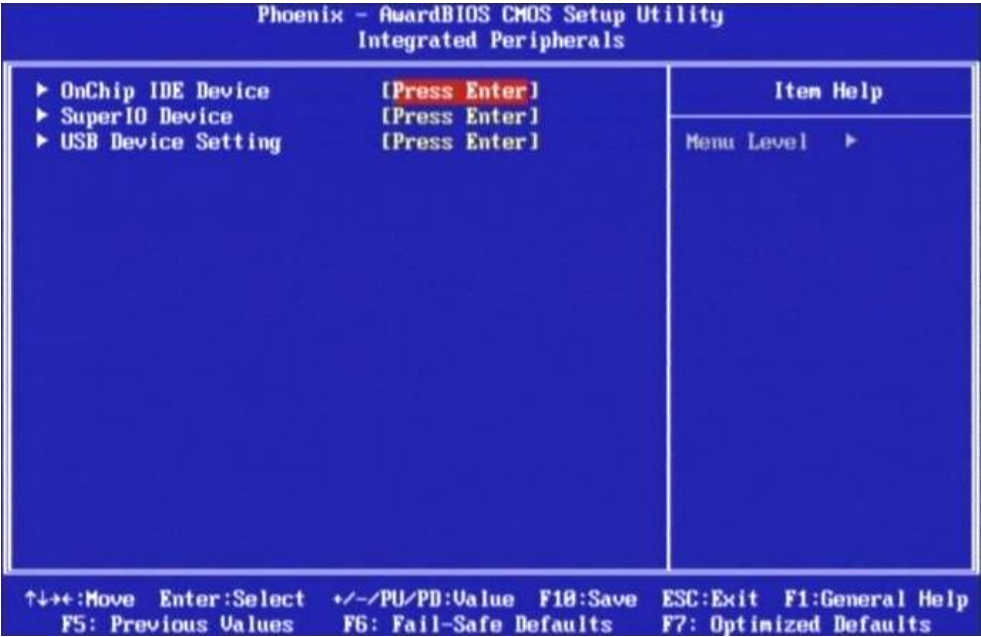 Phoenix - AwardBIOS CMOS Setup Utility
Integrated Peripherals
► OnChip IDE Device [Press Enter]
► SuperIO Device [Press Enter]
► USB Device Setting [Press Enter]
Item Help
Menu Level ►
↑↓→←:Move Enter:Select +/-/PU/PD:Value F10:Save ESC:Exit F1:General Help
F5: Previous Values F6: Fail-Safe Defaults F7: Optimized Defaults